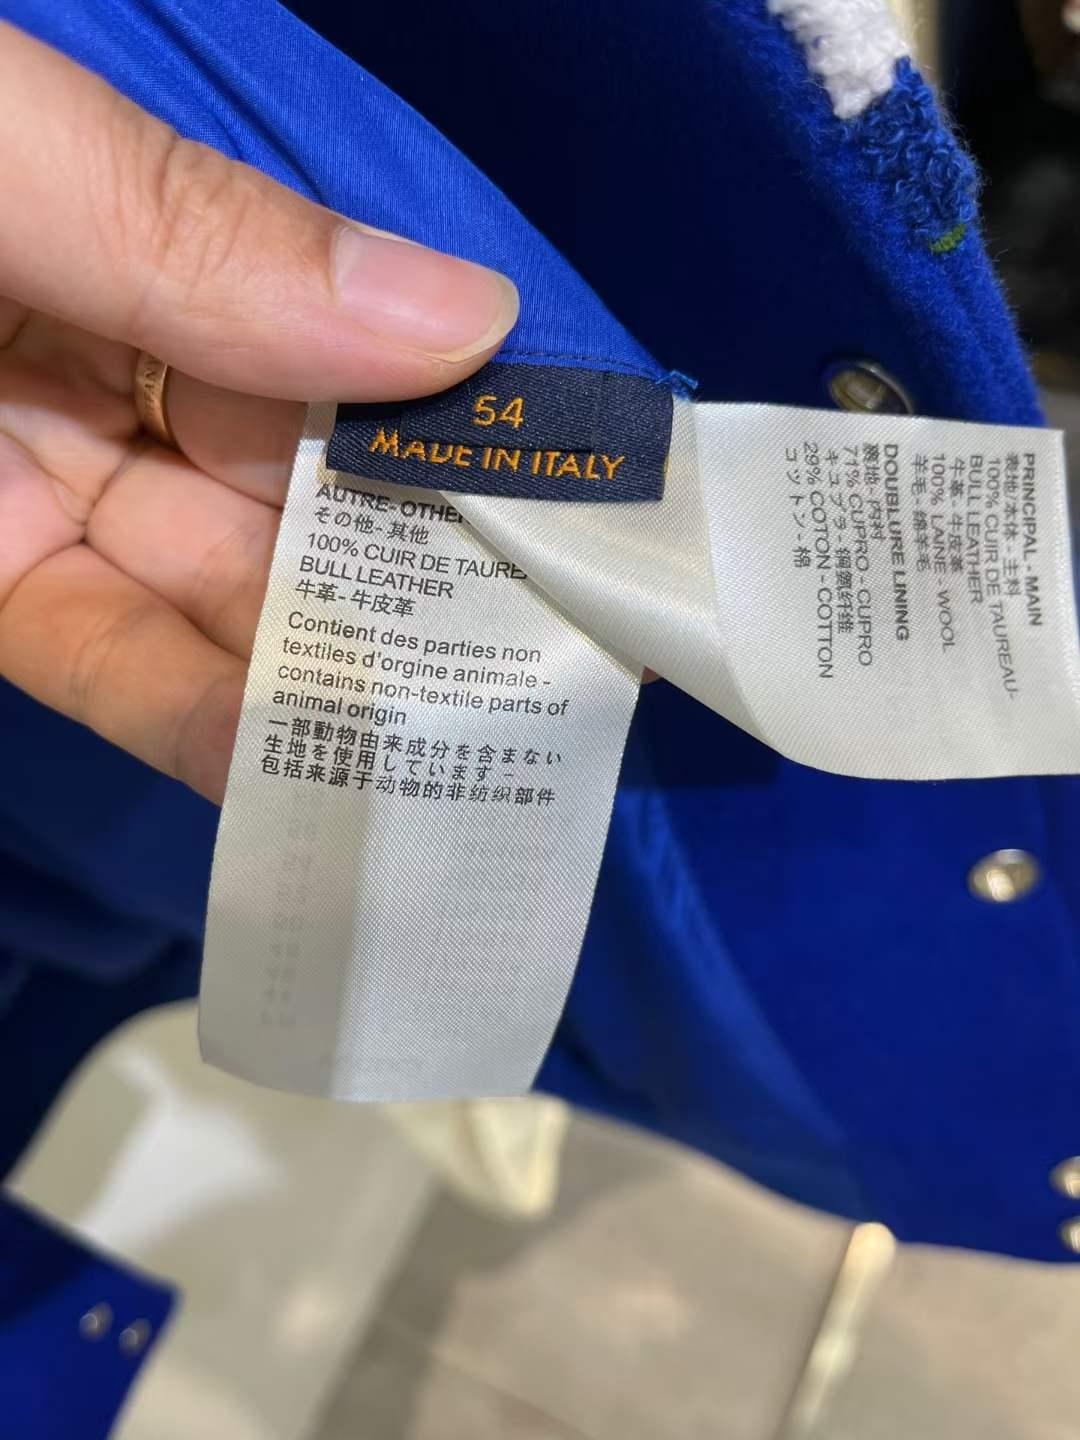 54
MADE IN ITALY
AUTRE- OTHER
その他- 其他
100% CUIR DE TAURE
BULL LEATHER
牛革- 牛皮革
Contient des parties non
textiles d'orgine animale -
contains non-textile parts of
animal origin
一部動物由来成分を含まない
生地を使用しています –
包括来源于动物的非纺织部件
PRINCIPAL - MAIN
表地/本体 - 主料
100% CUIR DE TAUREAU-
BULL LEATHER
牛革 - 牛皮革
100% LAINE - WOOL
羊毛 - 绵羊毛
DOUBLURE LINING
裏地 - 内衬
71% CUPRO - CUPRO
キュプラ - 铜氨纤维
29% COTON - COTTON
コットン - 棉